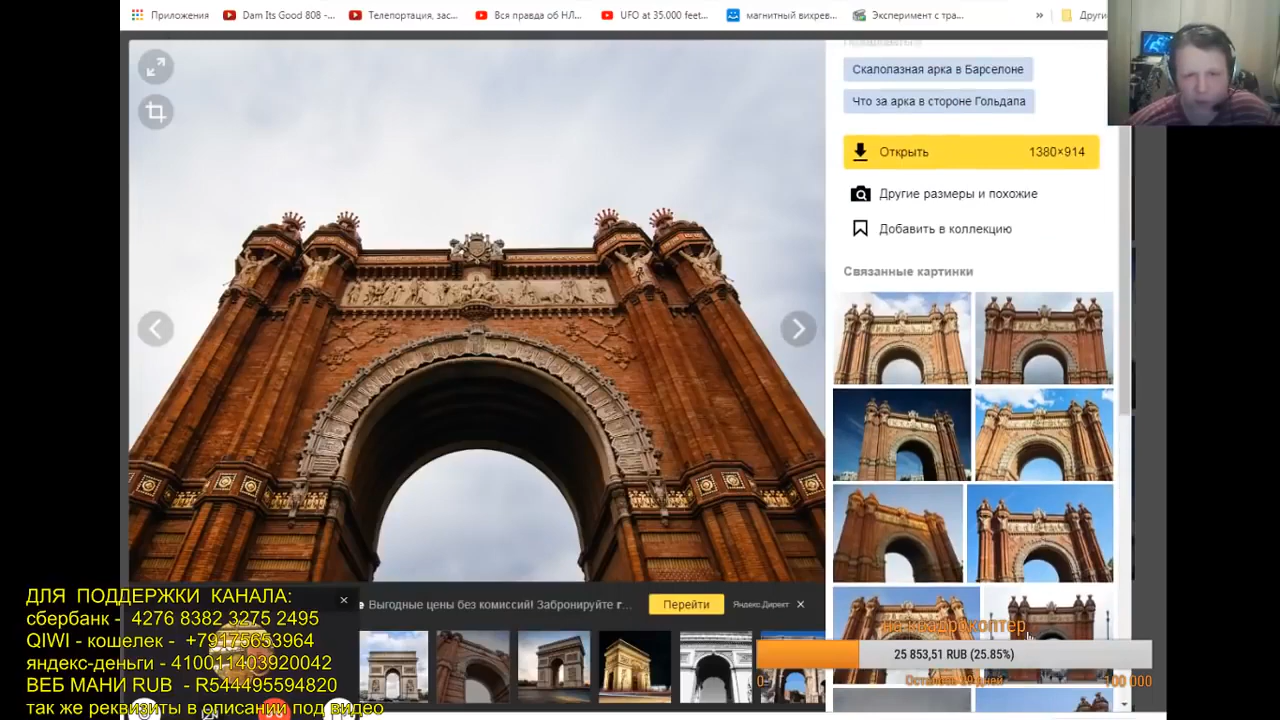 Приложения
Dam Its Good 808 -...
Телепортация, зас...
Вся правда об НЛ...
UFO at 35.000 feet...
магнитный вихрев...
Эксперимент с тра...
»
Други
Скалолазная арка в Барселоне
Что за арка в стороне Гольдапа
Открыть 1380×914
Другие размеры и похожие
Добавить в коллекцию
Связанные картинки
е Выгодные цены без комиссий! Забронируйте г...
Перейти
Яндекс.Директ
ДЛЯ ПОДДЕРЖКИ КАНАЛА:
сбербанк - 4276 8382 3275 2495
QIWI - кошелек - +79175653964
яндекс-деньги - 410011403920042
ВЕБ МАНИ RUB - R544495594820
так же реквизиты в описании под видео
на квадрокоптер
25 853,51 RUB (25.85%)
0
100 000